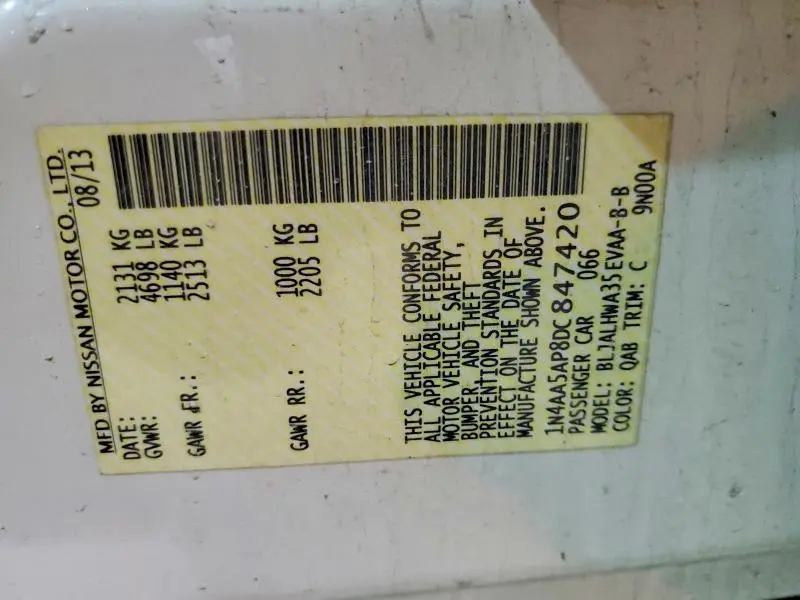 MFD BY NISSAN MOTOR CO., LTD.
DATE: 08/13
GVWR: 2131 KG
4698 LB
GAWR FR.: 1140 KG
2513 LB
GAWR RR.: 1000 KG
2205 LB
THIS VEHICLE CONFORMS TO
ALL APPLICABLE FEDERAL
MOTOR VEHICLE SAFETY,
BUMPER AND THEFT
PREVENTION STANDARDS IN
EFFECT ON THE DATE OF
MANUFACTURE SHOWN ABOVE.
1N4AA5AP8DC847420
PASSENGER CAR 066
MODEL: BLJALHWA35EVAA-B-B
COLOR: QAB TRIM: C 9N00A